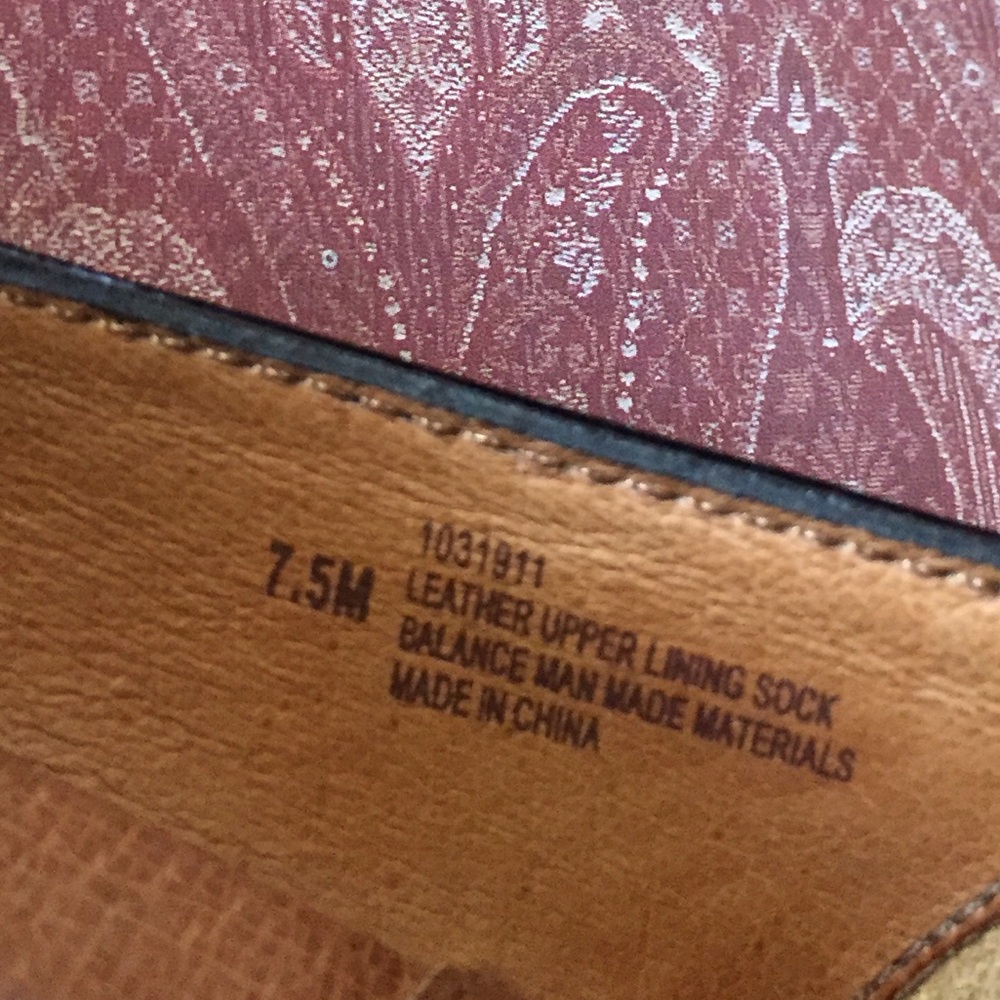 7.5M
1031911
LEATHER UPPER LINING SOCK
BALANCE MAN MADE MATERIALS
MADE IN CHINA